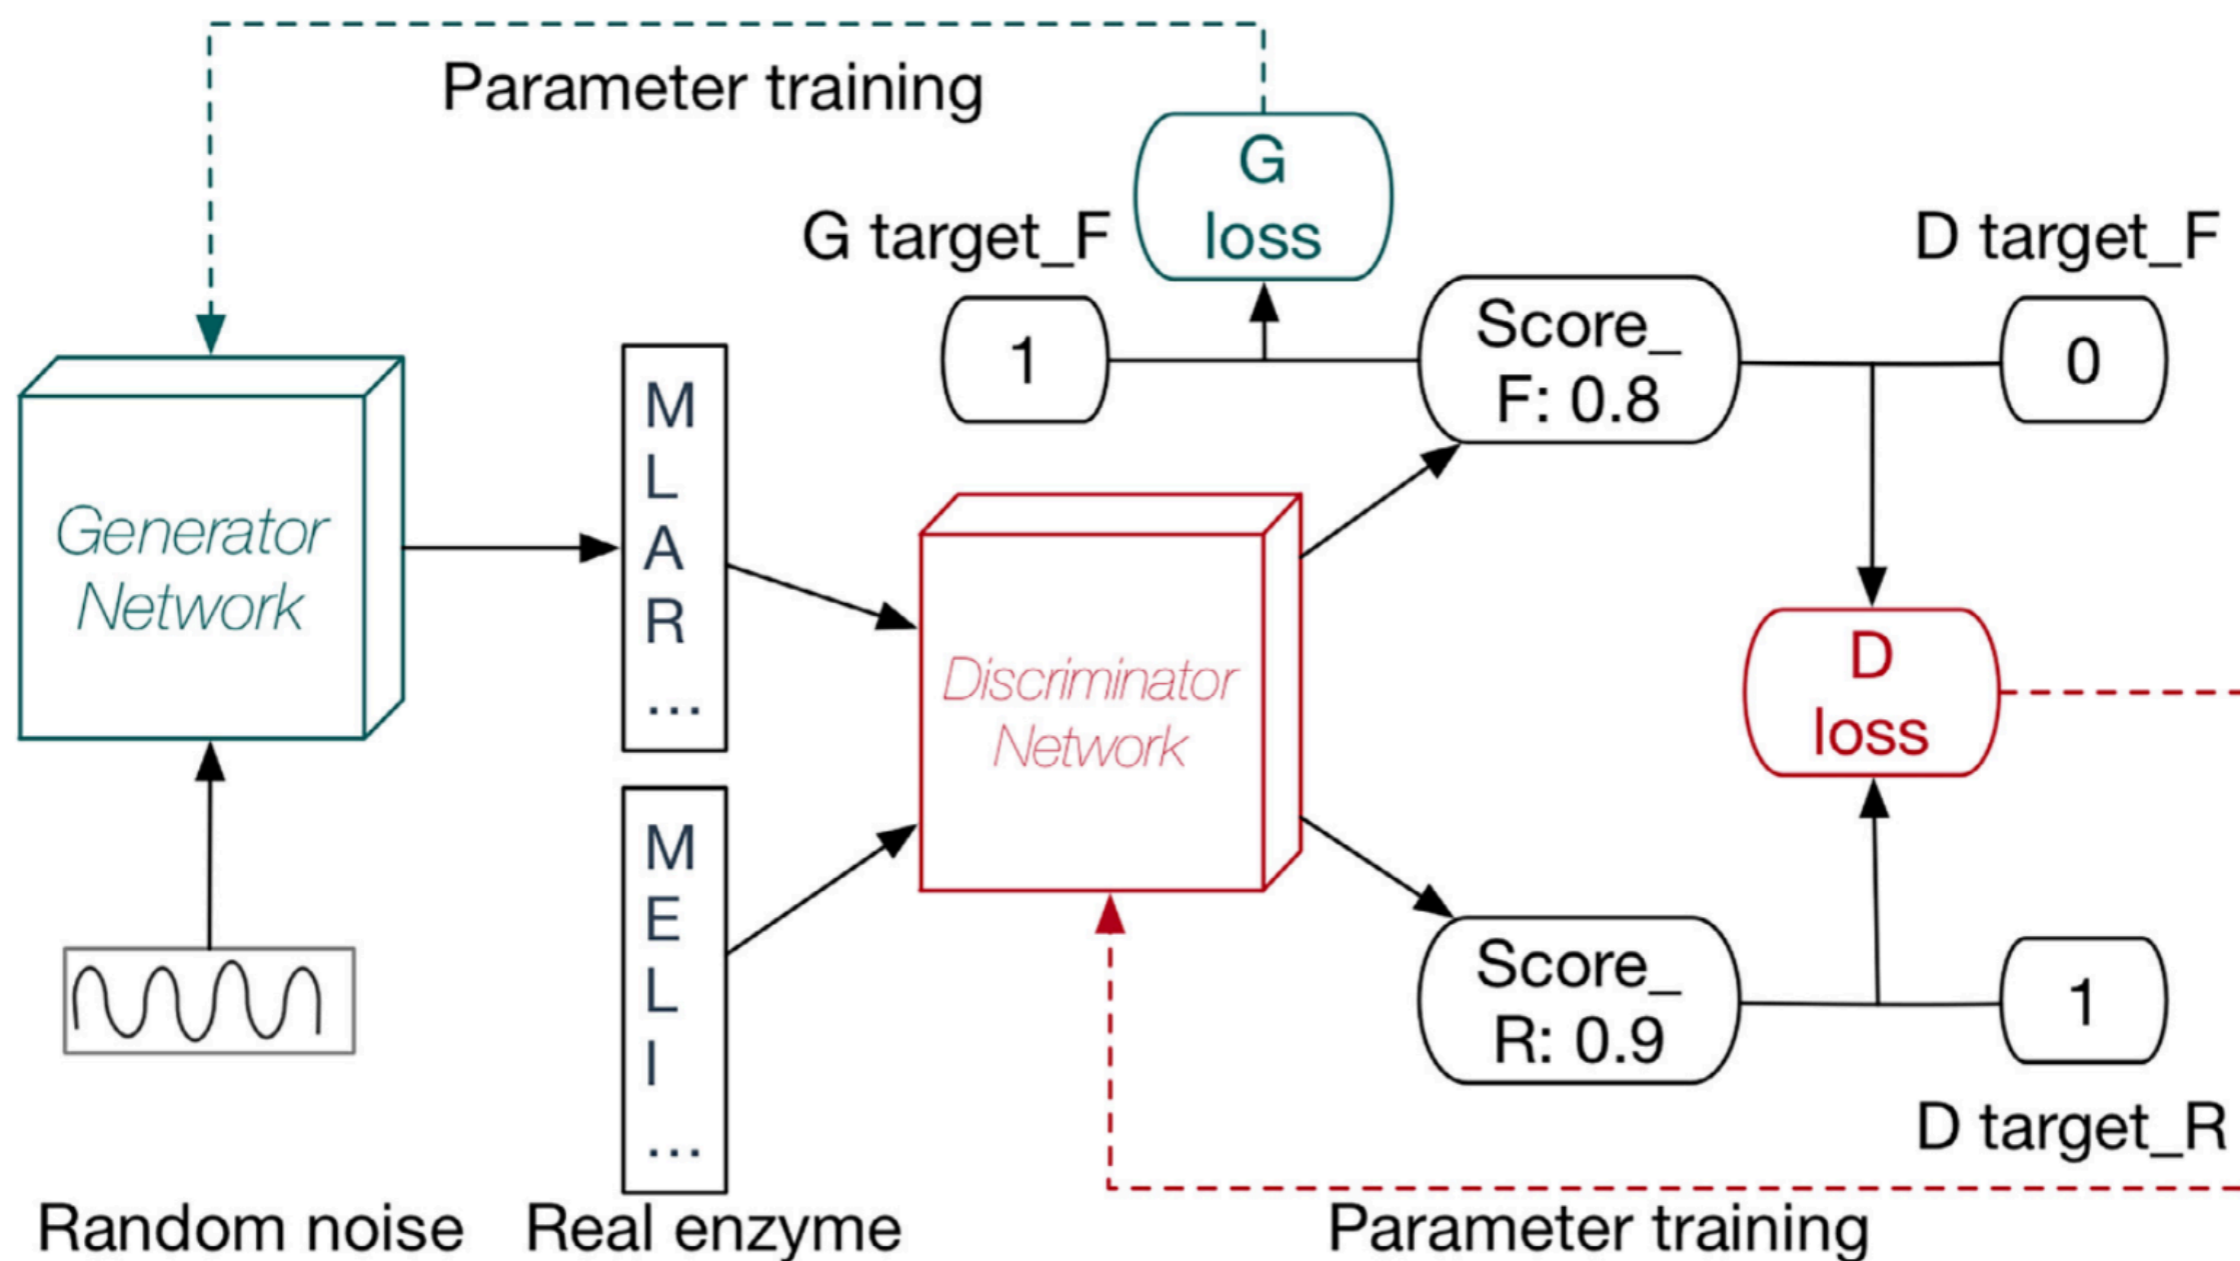 Parameter training
G
loss
G target_F
D target_F
1
Score_
F: 0.8
0
Generator
Network
M
L
A
R
...
Discriminator
Network
D
loss
M
E
L
I
...
Score_
R: 0.9
1
D target_R
Random noise
Real enzyme
Parameter training